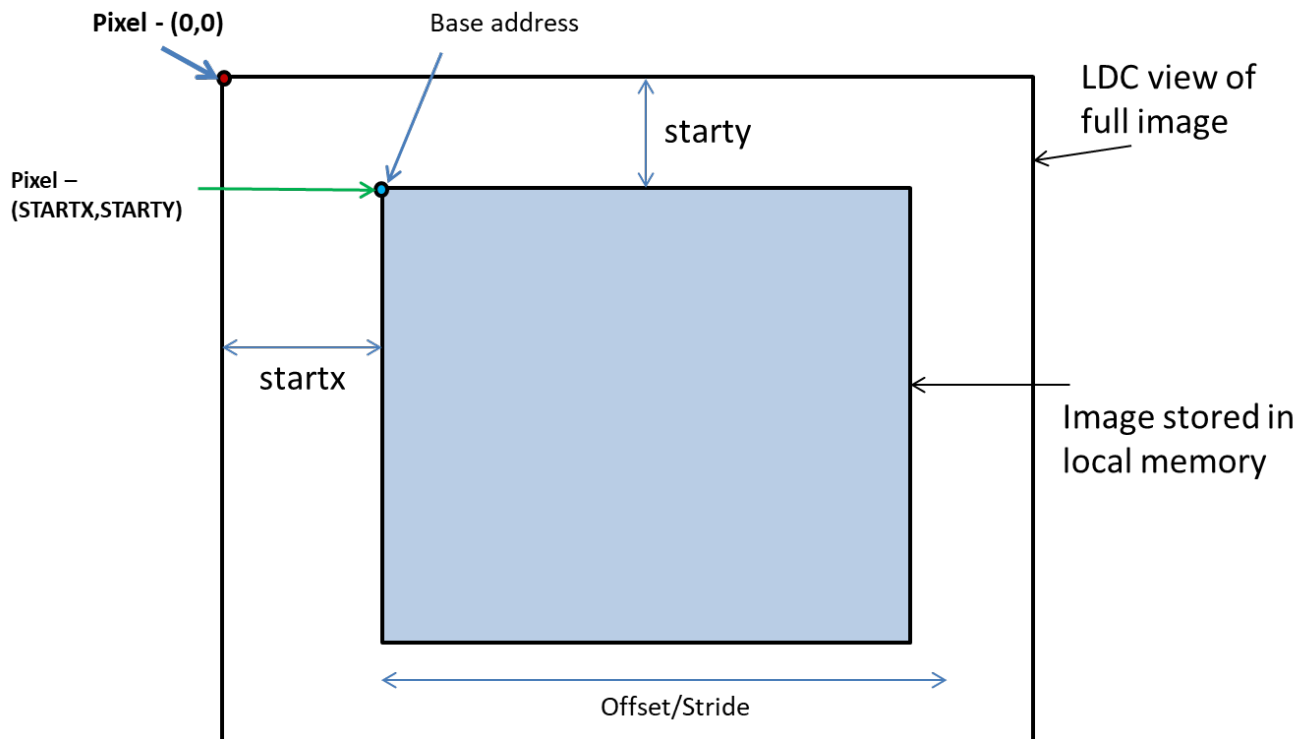 Pixel - (0,0)
Base address
LDC view of
full image
starty
Pixel –
(STARTX,STARTY)
startx
Image stored in
local memory
Offset/Stride